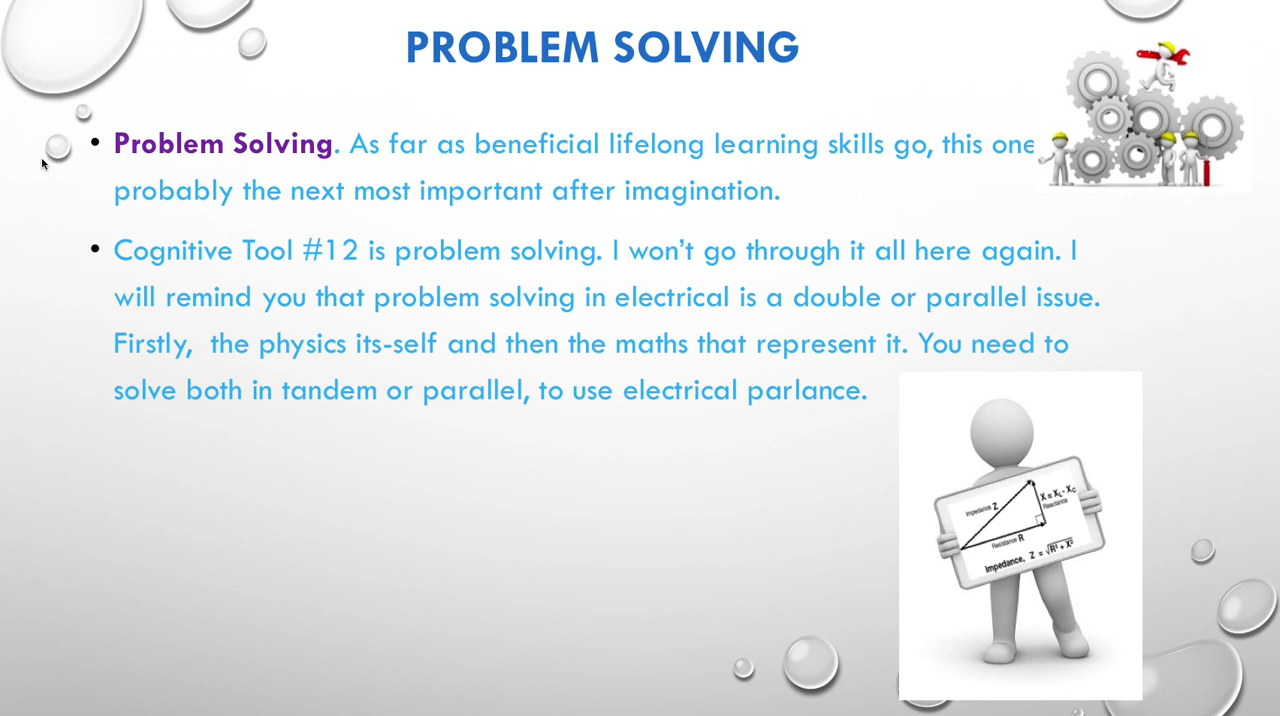 PROBLEM SOLVING
• Problem Solving. As far as beneficial lifelong learning skills go, this one
probably the next most important after imagination.
• Cognitive Tool #12 is problem solving. I won't go through it all here again. I
will remind you that problem solving in electrical is a double or parallel issue.
Firstly,  the physics its-self and then the maths that represent it. You need to
solve both in tandem or parallel, to use electrical parlance.
Impedance Z
X = XL - XC
Reactance
Resistance R
Impedance, Z = √R² + X²